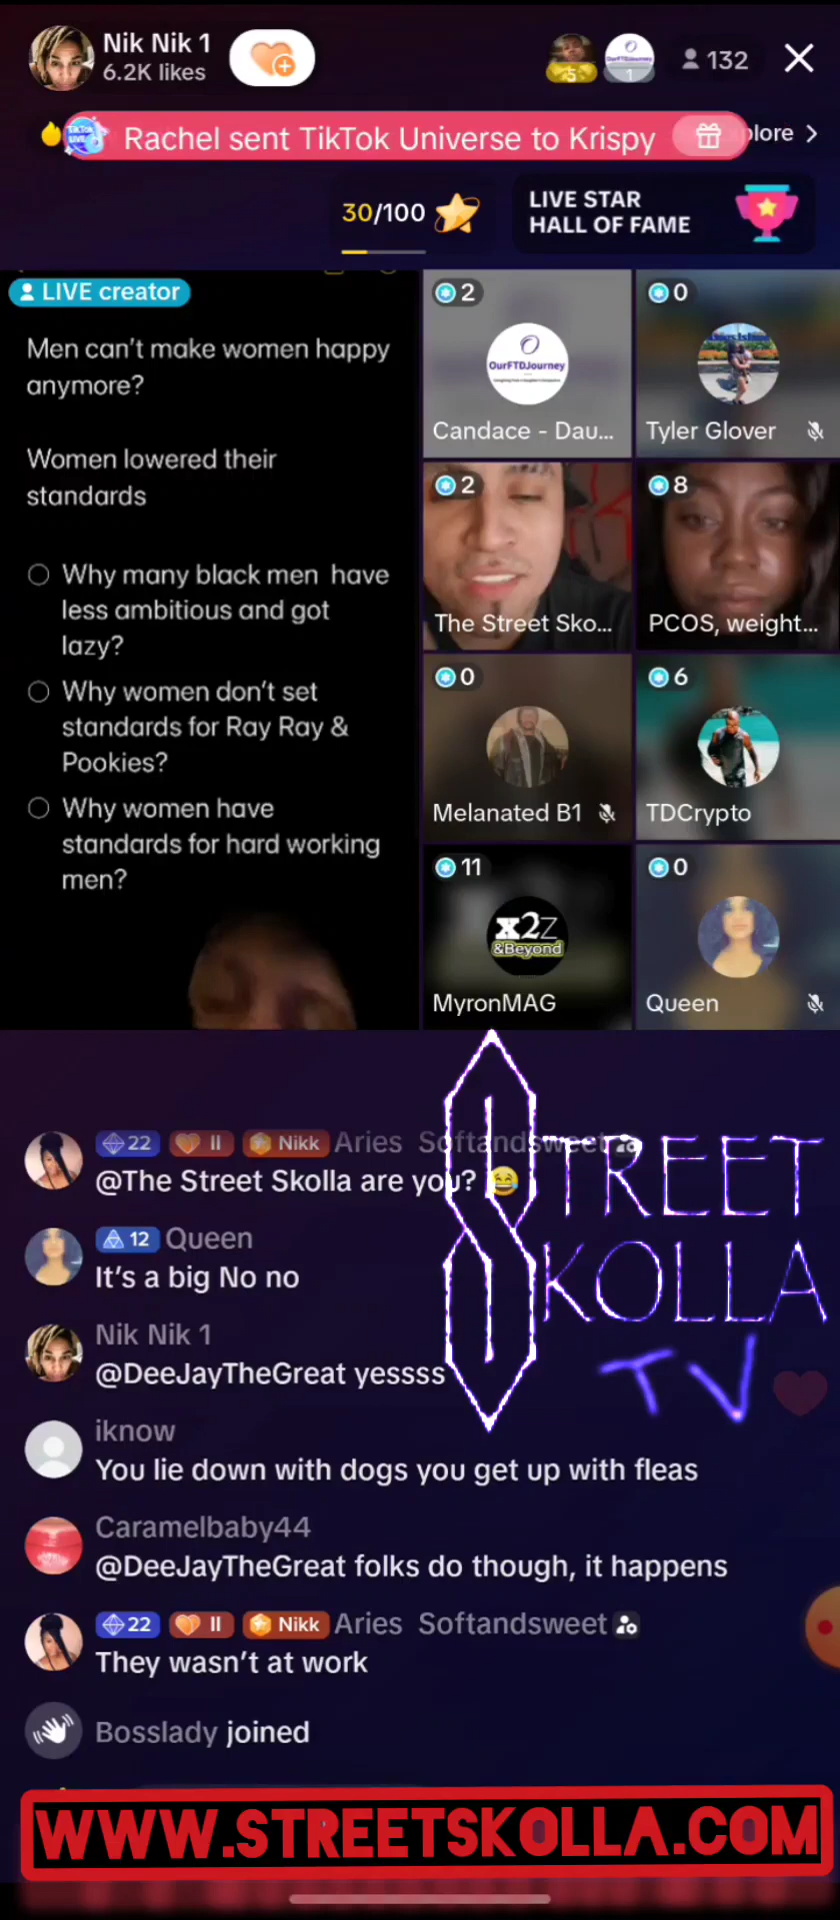 Nik Nik 1
6.2K likes
5
1
132
Rachel sent TikTok Universe to Krispy
plore >
30/100
LIVE STAR
HALL OF FAME
LIVE creator
Men can't make women happy
anymore?
Women lowered their
standards
Why many black men have
less ambitious and got
lazy?
Why women don't set
standards for Ray Ray &
Pookies?
Why women have
standards for hard working
men?
2
OurFTDJourney
Candace - Dau...
0
Tyler Glover
2
The Street Sko...
8
PCOS, weight...
0
Melanated B1
6
TDCrypto
11
x2z
&Beyond
MyronMAG
0
Queen
22 II Nikk Aries Softandsweet
@The Street Skolla are you? 😂
12 Queen
It's a big No no
Nik Nik 1
@DeeJayTheGreat yessss
iknow
You lie down with dogs you get up with fleas
Caramelbaby44
@DeeJayTheGreat folks do though, it happens
22 II Nikk Aries Softandsweet
They wasn't at work
Bosslady joined
STREET
SKOLLA
TV
WWW.STREETSKOLLA.COM